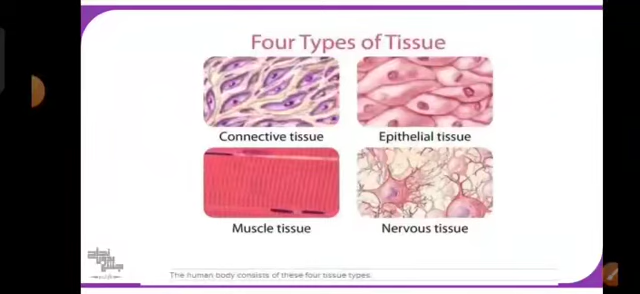 Four Types of Tissue
Connective tissue
Epithelial tissue
Muscle tissue
Nervous tissue
The human body consists of these four tissue types.